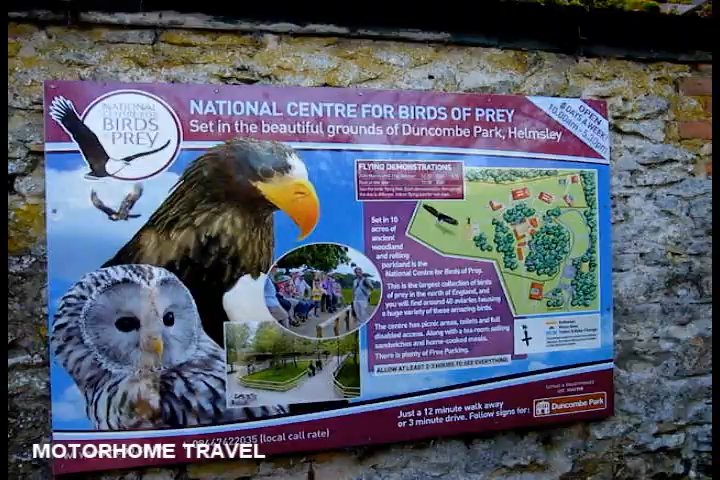 NATIONAL
CENTRE FOR
BIRDS
OF
PREY
NATIONAL CENTRE FOR BIRDS OF PREY
Set in the beautiful grounds of Duncombe Park, Helmsley
OPEN
6 DAYS A WEEK
10.00am - 5.30pm
FLYING DEMONSTRATIONS
Set in 10
acres of
ancient
woodland
and rolling
parkland is the
National Centre for Birds of Prey.
This is the largest collection of birds
of prey in the north of England, and
you will find around 40 aviaries housing
a huge variety of these amazing birds.
The centre has picnic areas, toilets and full
disabled access. Along with a tea room selling
sandwiches and home-cooked meals.
There is plenty of Free Parking.
ALLOW AT LEAST 2-3 HOURS TO SEE EVERYTHING
Just a 12 minute walk away
or 3 minute drive. Follow signs for:
Duncombe Park
08447422035 (local call rate)
MOTORHOME TRAVEL